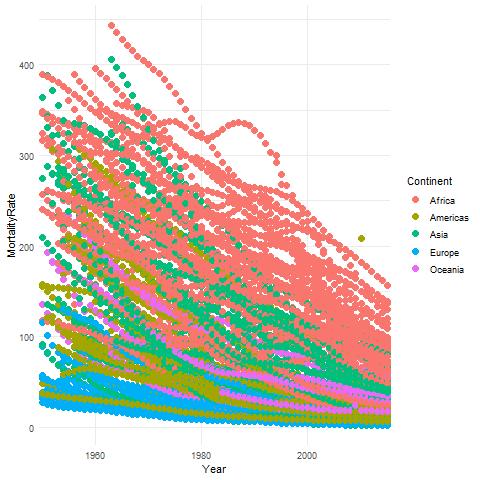 MortalityRate
400
300
200
100
0
1960
1980
2000
Year
Continent
Africa
Americas
Asia
Europe
Oceania